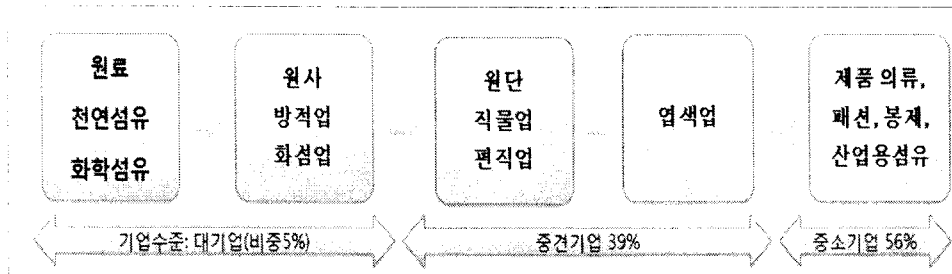 원료
천연섬유
화학섬유
원사
방적업
화섬업
원단
직물업
편직업
엽색업
제품 의류,
패션, 봉제,
산업용섬유
기업수준: 대기업(비중5%)
중견기업 39%
중소기업 56%